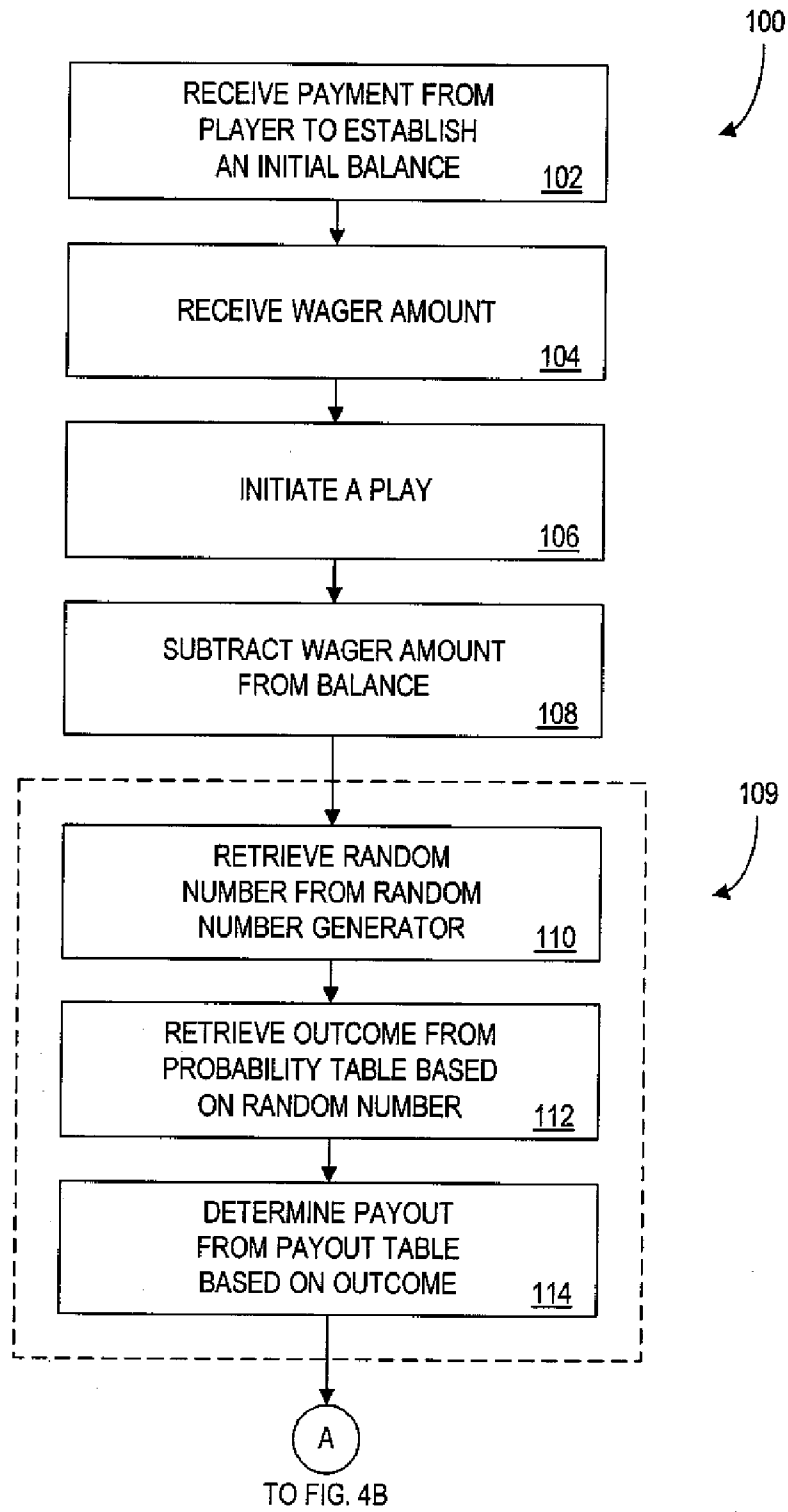 100
RECEIVE PAYMENT FROM
PLAYER TO ESTABLISH
AN INITIAL BALANCE
102
RECEIVE WAGER AMOUNT
104
INITIATE A PLAY
106
SUBTRACT WAGER AMOUNT
FROM BALANCE
108
109
RETRIEVE RANDOM
NUMBER FROM RANDOM
NUMBER GENERATOR
110
RETRIEVE OUTCOME FROM
PROBABILITY TABLE BASED
ON RANDOM NUMBER
112
DETERMINE PAYOUT
FROM PAYOUT TABLE
BASED ON OUTCOME
114
A
TO FIG. 4B